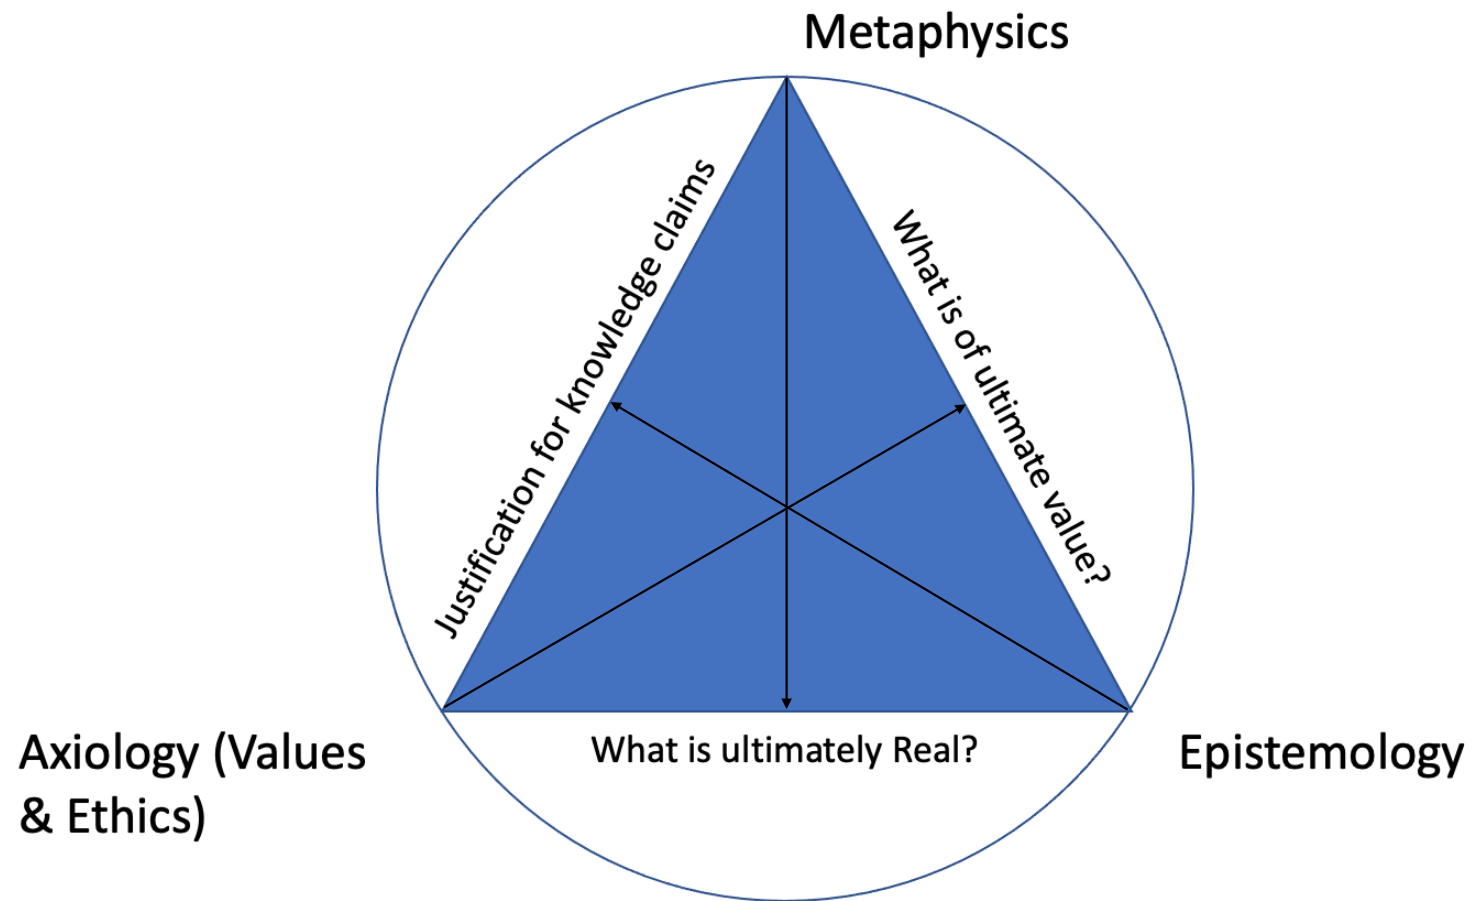 Metaphysics
Justification for knowledge claims
What is of ultimate value?
What is ultimately Real?
Axiology (Values
& Ethics)
Epistemology